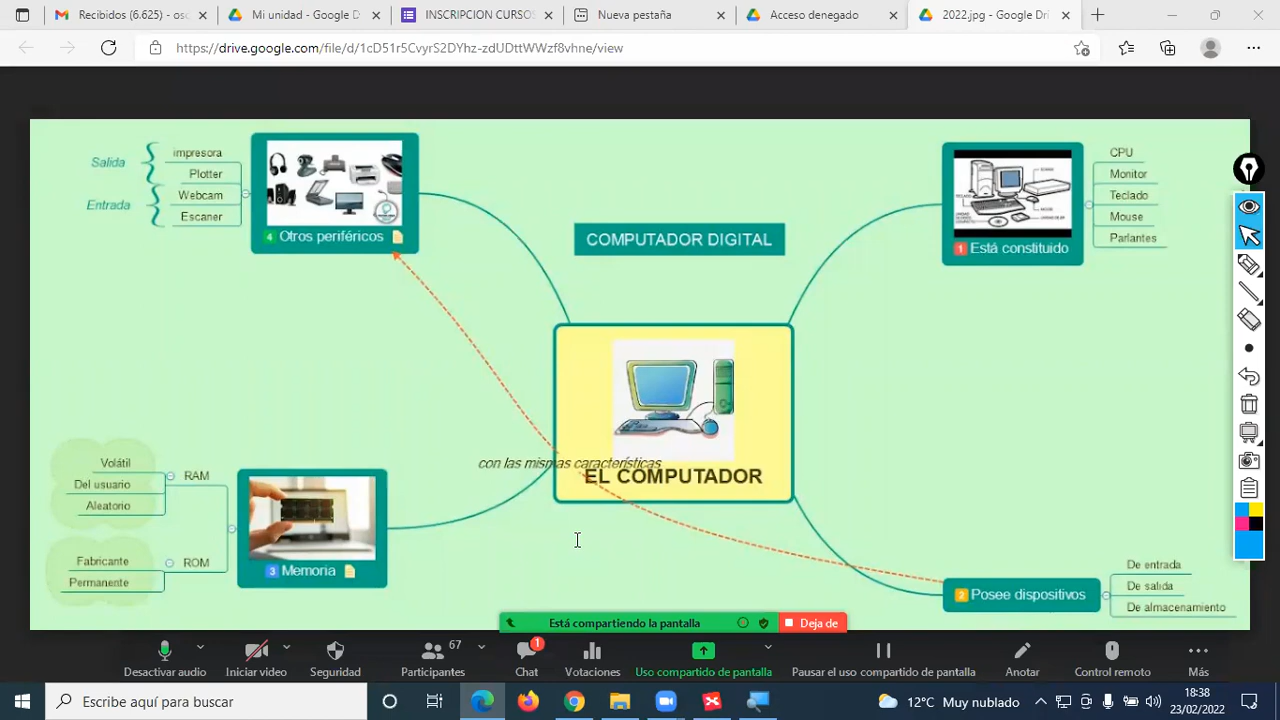 Recibidos (6.625) - osc
Mi unidad - Google D
INSCRIPCION CURSOS
Nueva pestaña
Acceso denegado
2022.jpg - Google Dri
https://drive.google.com/file/d/1cD51r5CvyrS2DYhz-zdUDttWWzf8vhne/view
Salida
impresora
Plotter
Entrada
Webcam
Escaner
4 Otros periféricos
COMPUTADOR DIGITAL
1 Está constituido
CPU
Monitor
Teclado
Mouse
Parlantes
con las mismas características
EL COMPUTADOR
Volátil
Del usuario
Aleatorio
RAM
Fabricante
Permanente
ROM
3 Memoria
2 Posee dispositivos
De entrada
De salida
De almacenamiento
Está compartiendo la pantalla
Deja de
Desactivar audio
Iniciar video
Seguridad
67
Participantes
1
Chat
Votaciones
Uso compartido de pantalla
Pausar el uso compartido de pantalla
Anotar
Control remoto
Más
Escribe aquí para buscar
12°C Muy nublado
18:38
23/02/2022